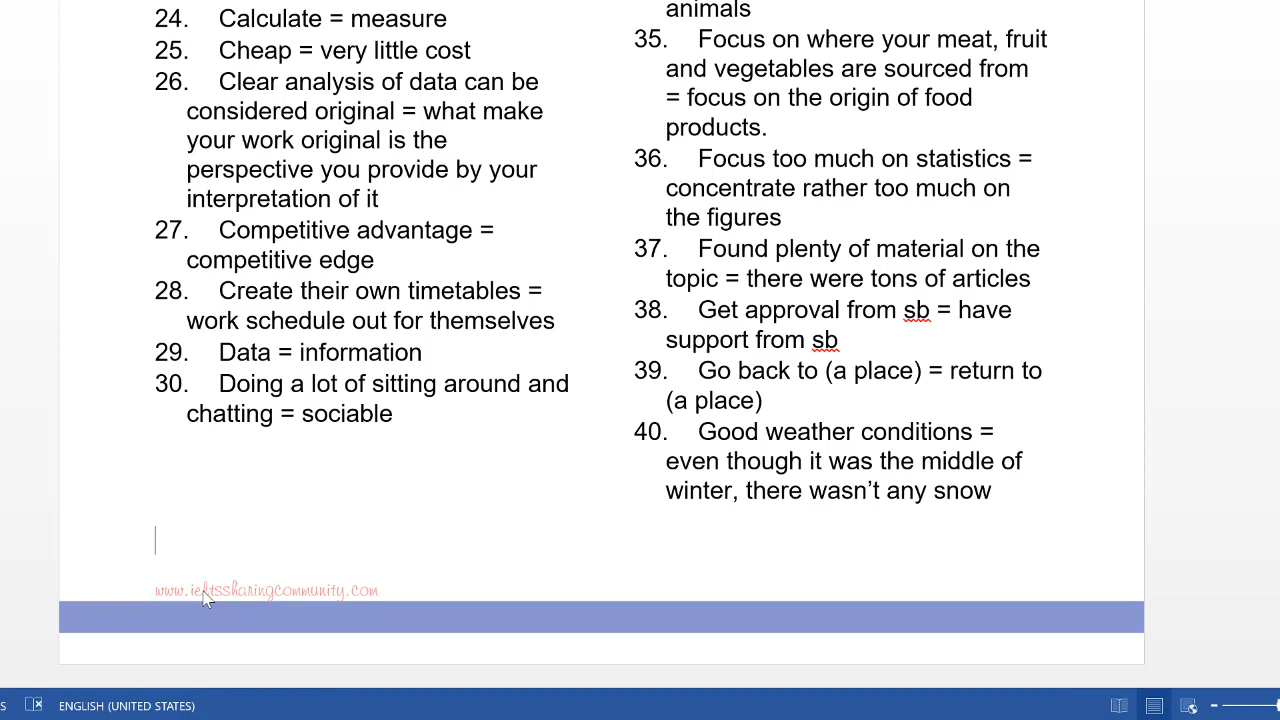 24. Calculate = measure
25. Cheap = very little cost
26. Clear analysis of data can be
considered original = what make
your work original is the
perspective you provide by your
interpretation of it
27. Competitive advantage =
competitive edge
28. Create their own timetables =
work schedule out for themselves
29. Data = information
30. Doing a lot of sitting around and
chatting = sociable
animals
35. Focus on where your meat, fruit
and vegetables are sourced from
= focus on the origin of food
products.
36. Focus too much on statistics =
concentrate rather too much on
the figures
37. Found plenty of material on the
topic = there were tons of articles
38. Get approval from sb = have
support from sb
39. Go back to (a place) = return to
(a place)
40. Good weather conditions =
even though it was the middle of
winter, there wasn’t any snow
www.ieltssharingcommunity.com
S ENGLISH (UNITED STATES)